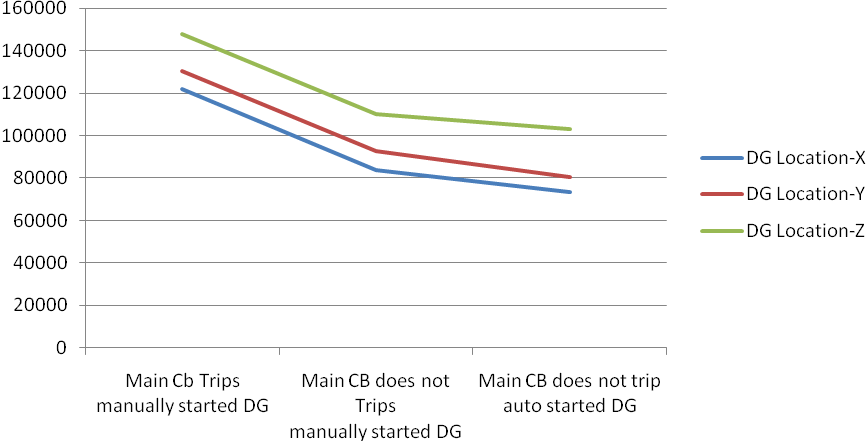 160000
140000
120000
100000
80000
60000
40000
20000
0
Main Cb Trips
manually started DG
Main CB does not
Trips
manually started DG
Main CB does not trip
auto started DG
DG Location-X
DG Location-Y
DG Location-Z